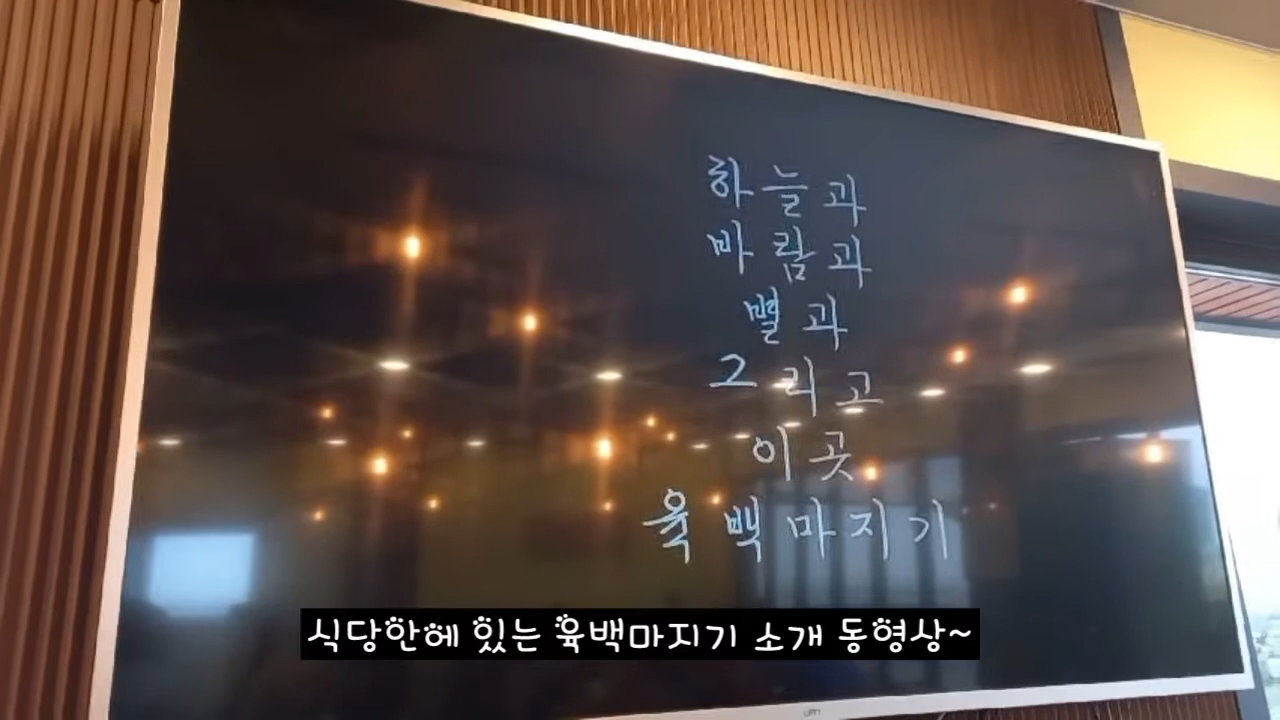 하늘과
바람과
별과
그리고
이곳
육백마지기
식당한헤 있는 육백마지기 소개 동형상~